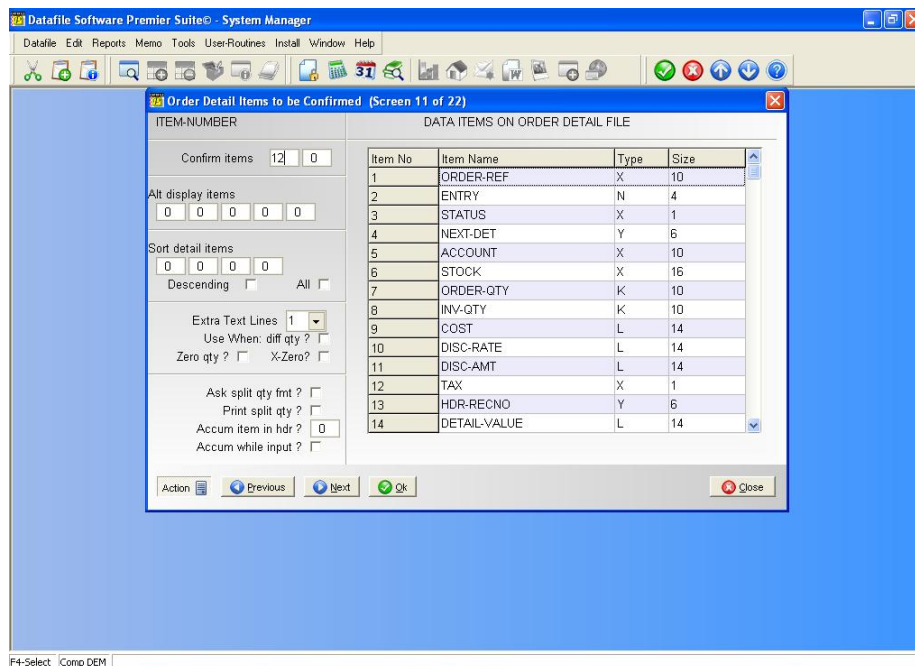 Datafile Software Premier Suite© - System Manager
Datafile Edit Reports Memo Tools User-Routines Install Window Help
31
Order Detail Items to be Confirmed (Screen 11 of 22)
ITEM-NUMBER
DATA ITEMS ON ORDER DETAIL FILE
Confirm items 12 0
Alt display items
0 0 0 0 0
Sort detail items
0 0 0 0
Descending All
Extra Text Lines 1
Use When: diff qty ?
Zero qty ? X-Zero?
Ask split qty fmt ?
Print split qty ?
Accum item in hdr ? 0
Accum while input ?
Item No Item Name Type Size
1 ORDER-REF X 10
2 ENTRY N 4
3 STATUS X 1
4 NEXT-DET Y 6
5 ACCOUNT X 10
6 STOCK X 16
7 ORDER-QTY K 10
8 INV-QTY K 10
9 COST L 14
10 DISC-RATE L 14
11 DISC-AMT L 14
12 TAX X 1
13 HDR-RECNO Y 6
14 DETAIL-VALUE L 14
Action Previous Next Ok Close
F4-Select Comp DEM